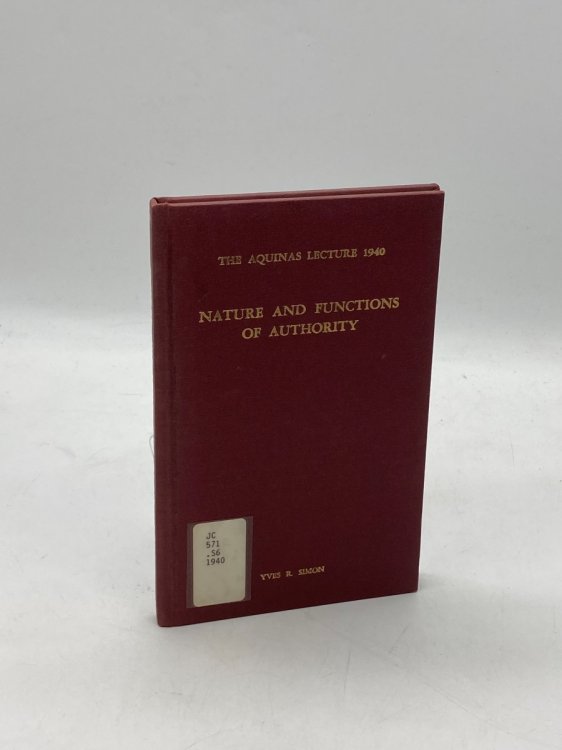 THE AQUINAS LECTURE 1940
NATURE AND FUNCTIONS
OF AUTHORITY
JC
571
.S6
1940
YVES R. SIMON